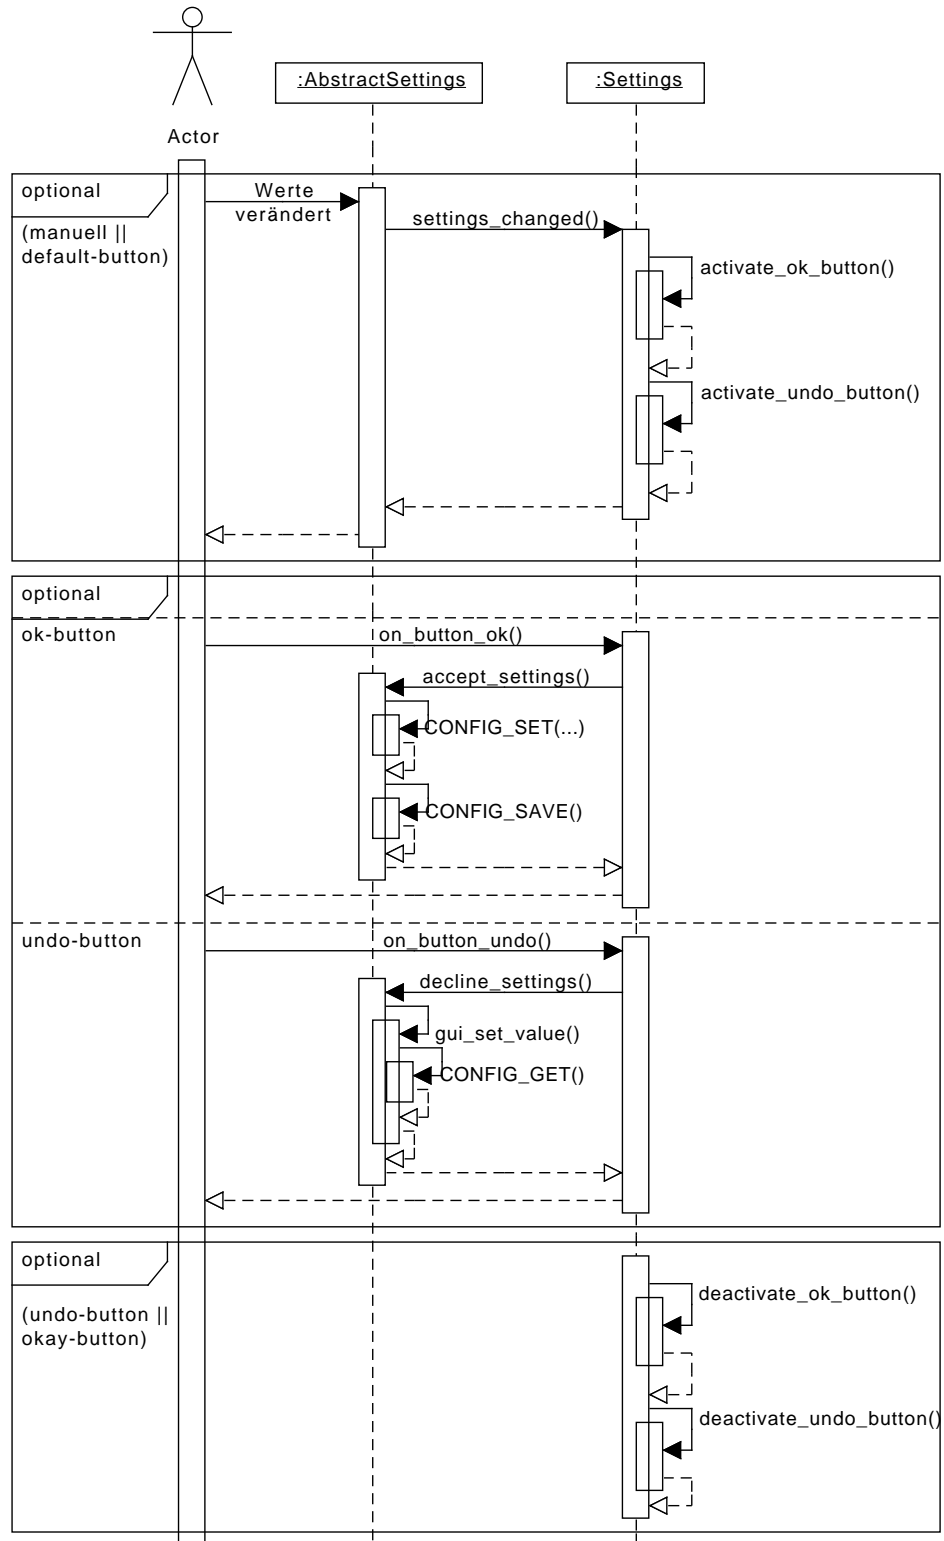 :AbstractSettings
:Settings
Actor
optional
(manuell ||
default-button)
Werte
verändert
settings_changed()
activate_ok_button()
activate_undo_button()
optional
ok-button
on_button_ok()
accept_settings()
CONFIG_SET(...)
CONFIG_SAVE()
undo-button
on_button_undo()
decline_settings()
gui_set_value()
CONFIG_GET()
optional
(undo-button ||
okay-button)
deactivate_ok_button()
deactivate_undo_button()